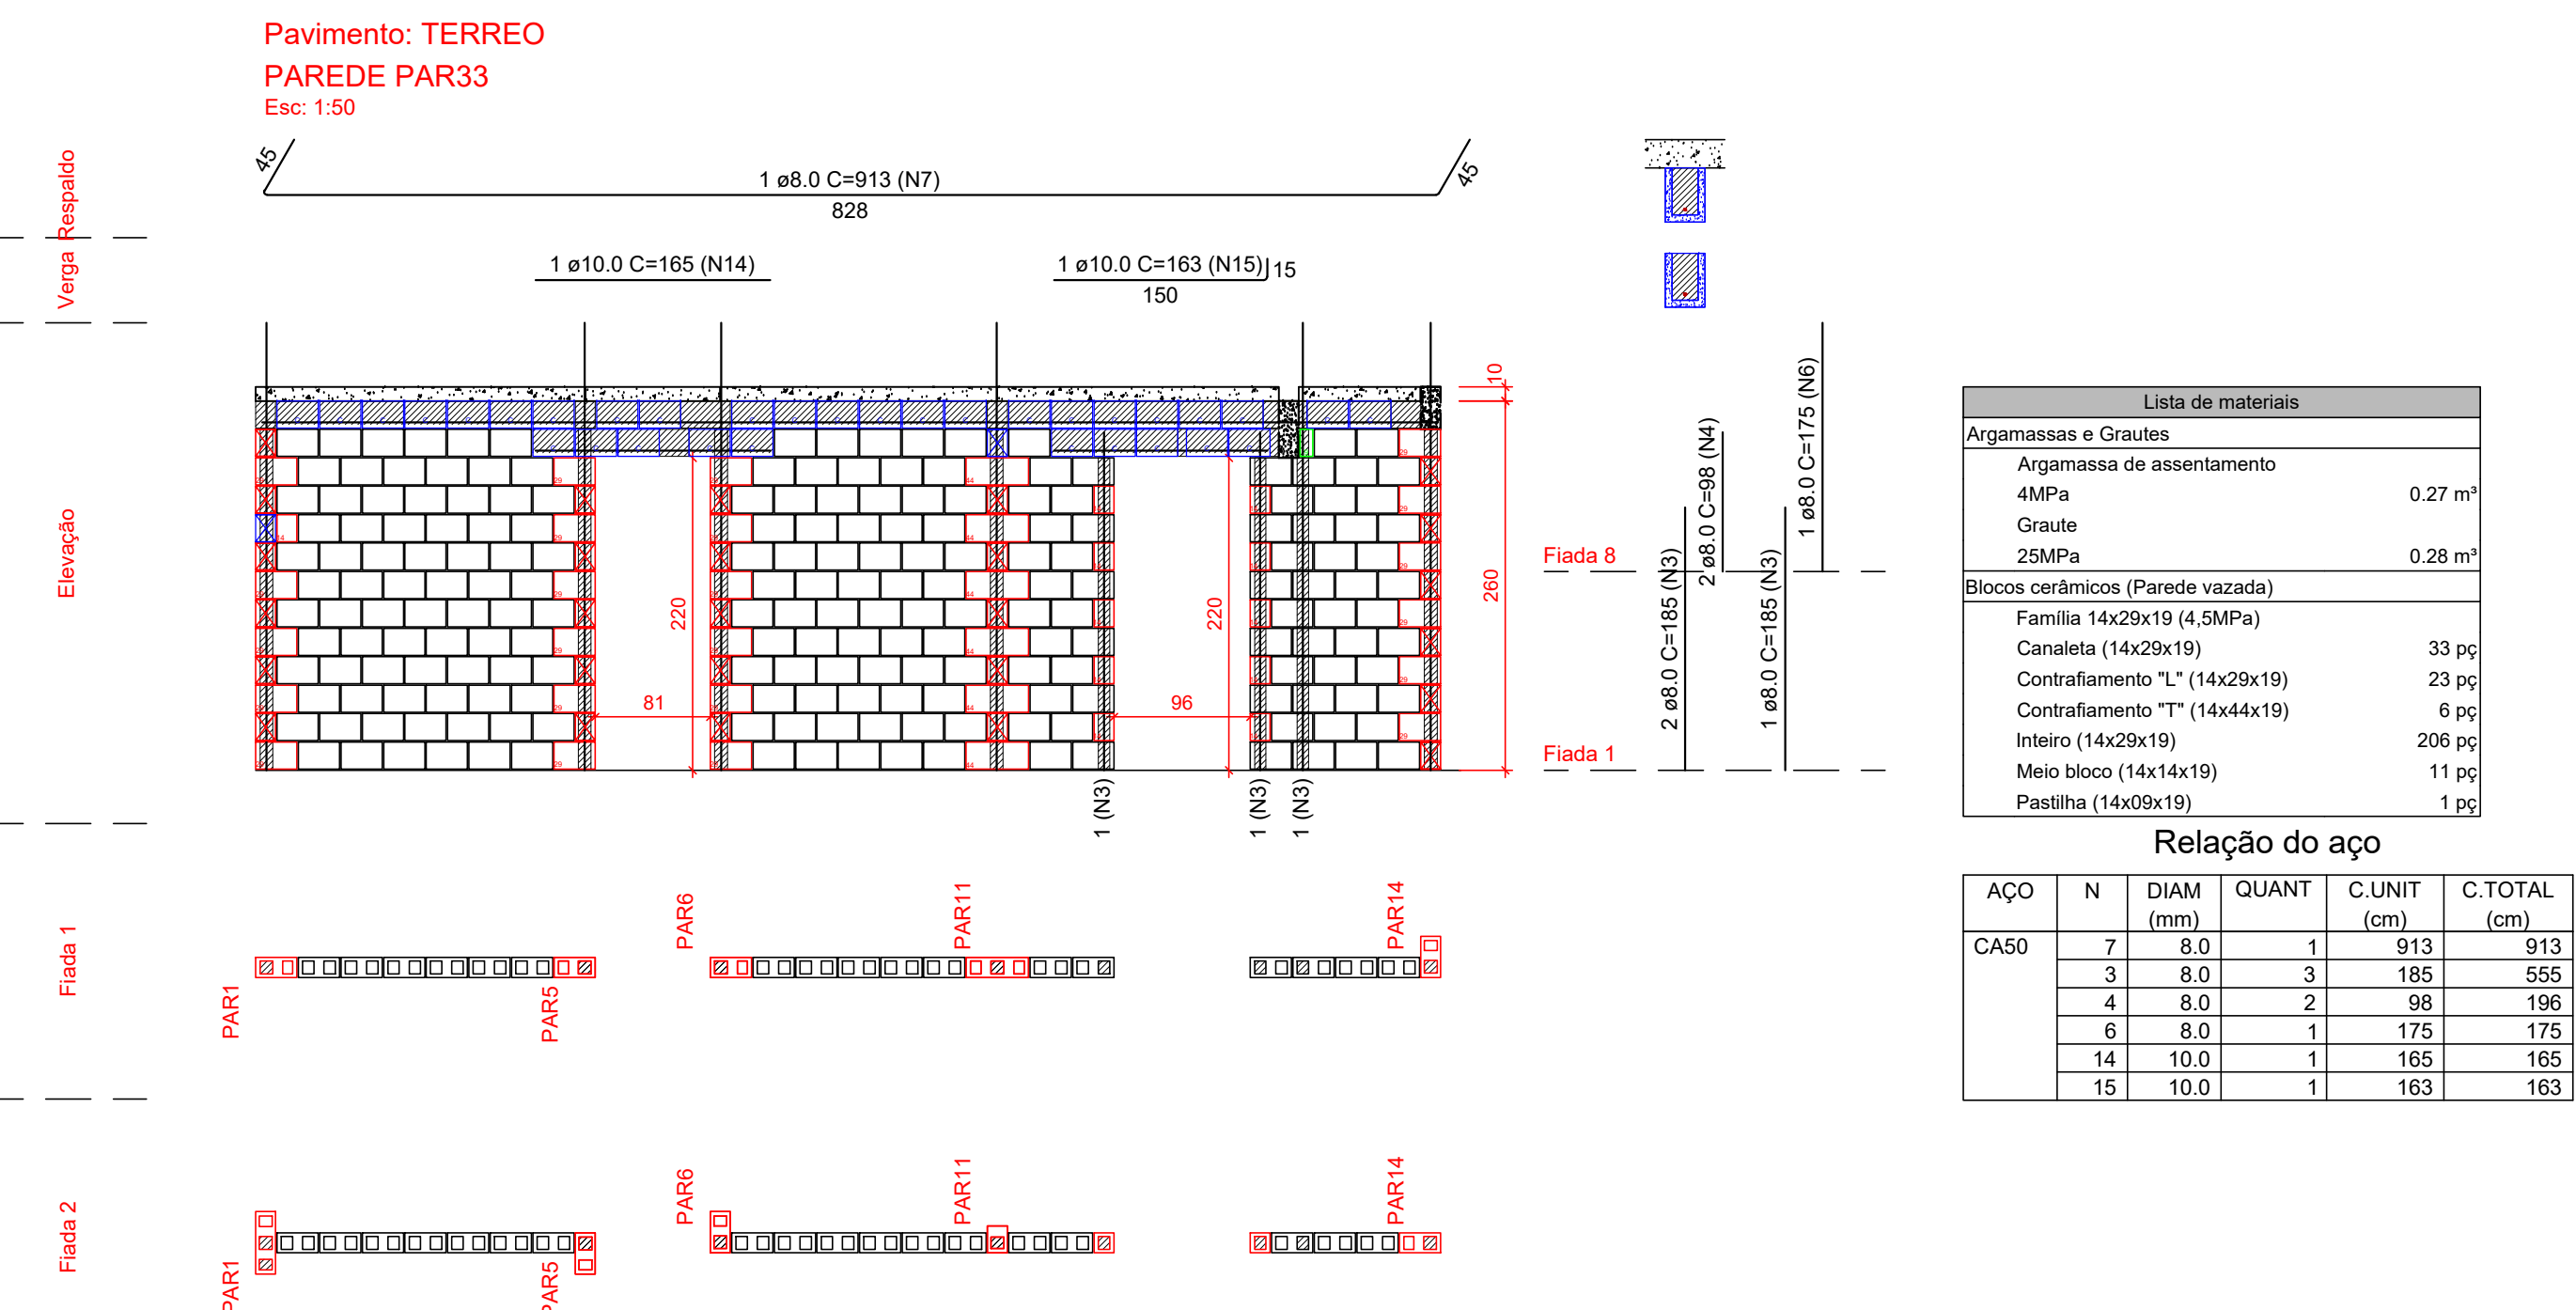 Pavimento: TERREO
PAREDE PAR33
Esc: 1:50
Respaldo
45
1 ø8.0 C=913 (N7)
828
45
Verga
1 ø10.0 C=165 (N14)
1 ø10.0 C=163 (N15)
15
150
Elevação
10
260
220
220
81
96
1 (N3)
1 (N3)
1 (N3)
Fiada 8
Fiada 1
2 ø8.0 C=185 (N3)
2 ø8.0 C=98 (N4)
1 ø8.0 C=185 (N3)
1 ø8.0 C=175 (N6)
Lista de materiais
Argamassas e Grautes
Argamassa de assentamento
4MPa 0.27 m³
Graute
25MPa 0.28 m³
Blocos cerâmicos (Parede vazada)
Família 14x29x19 (4,5MPa)
Canaleta (14x29x19) 33 pç
Contrafiamento "L" (14x29x19) 23 pç
Contrafiamento "T" (14x44x19) 6 pç
Inteiro (14x29x19) 206 pç
Meio bloco (14x14x19) 11 pç
Pastilha (14x09x19) 1 pç
Relação do aço
AÇO N DIAM QUANT C.UNIT C.TOTAL
(mm) (cm) (cm)
CA50 7 8.0 1 913 913
3 8.0 3 185 555
4 8.0 2 98 196
6 8.0 1 175 175
14 10.0 1 165 165
15 10.0 1 163 163
Fiada 1
PAR1
PAR5
PAR6
PAR11
PAR14
Fiada 2
PAR1
PAR5
PAR6
PAR11
PAR14